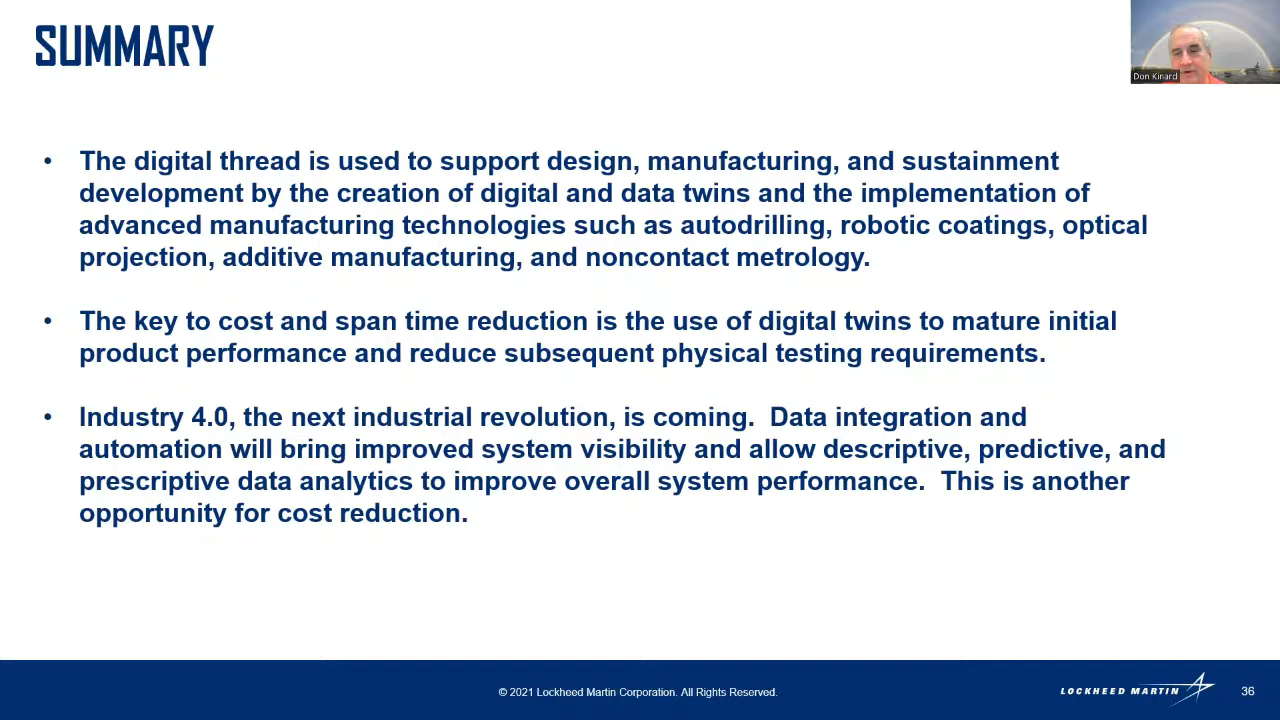 SUMMARY
Don Kinard
• The digital thread is used to support design, manufacturing, and sustainment
development by the creation of digital and data twins and the implementation of
advanced manufacturing technologies such as autodrilling, robotic coatings, optical
projection, additive manufacturing, and noncontact metrology.
• The key to cost and span time reduction is the use of digital twins to mature initial
product performance and reduce subsequent physical testing requirements.
• Industry 4.0, the next industrial revolution, is coming.  Data integration and
automation will bring improved system visibility and allow descriptive, predictive, and
prescriptive data analytics to improve overall system performance.  This is another
opportunity for cost reduction.
© 2021 Lockheed Martin Corporation. All Rights Reserved.
LOCKHEED MARTIN
36